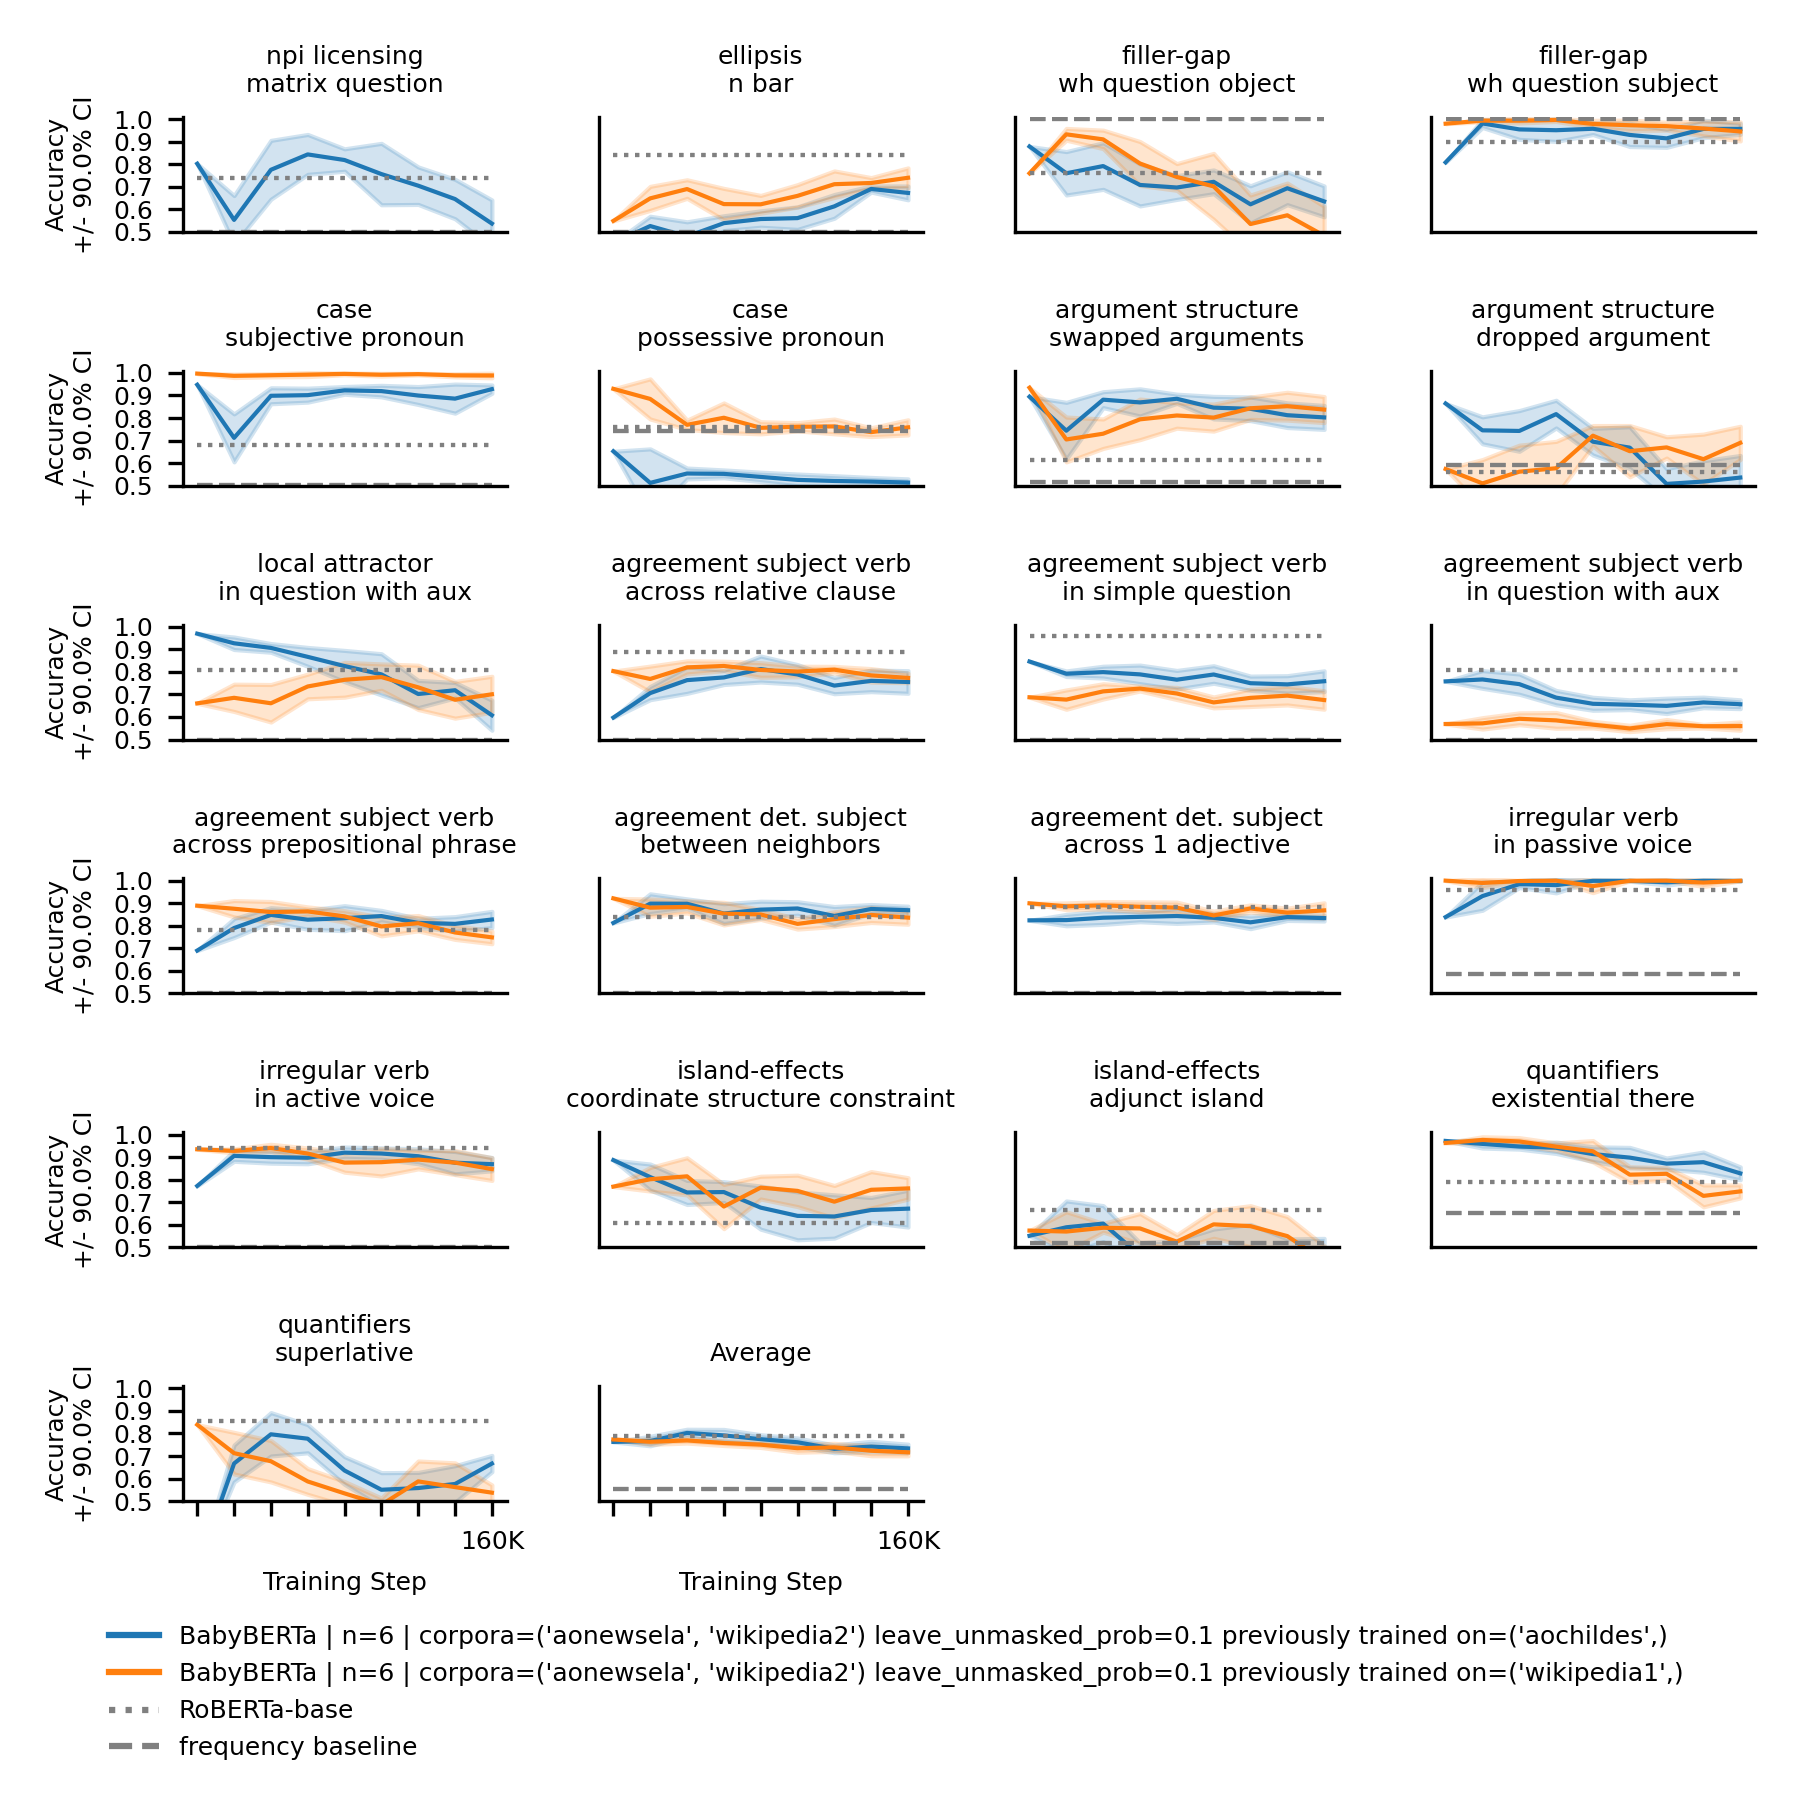 npi licensing
matrix question
ellipsis
n bar
filler-gap
wh question object
filler-gap
wh question subject
Accuracy
+/- 90.0% CI
1.0
0.9
0.8
0.7
0.6
0.5
case
subjective pronoun
case
possessive pronoun
argument structure
swapped arguments
argument structure
dropped argument
Accuracy
+/- 90.0% CI
1.0
0.9
0.8
0.7
0.6
0.5
local attractor
in question with aux
agreement subject verb
across relative clause
agreement subject verb
in simple question
agreement subject verb
in question with aux
Accuracy
+/- 90.0% CI
1.0
0.9
0.8
0.7
0.6
0.5
agreement subject verb
across prepositional phrase
agreement det. subject
between neighbors
agreement det. subject
across 1 adjective
irregular verb
in passive voice
Accuracy
+/- 90.0% CI
1.0
0.9
0.8
0.7
0.6
0.5
irregular verb
in active voice
island-effects
coordinate structure constraint
island-effects
adjunct island
quantifiers
existential there
Accuracy
+/- 90.0% CI
1.0
0.9
0.8
0.7
0.6
0.5
quantifiers
superlative
Average
Accuracy
+/- 90.0% CI
1.0
0.9
0.8
0.7
0.6
0.5
160K
160K
Training Step
Training Step
BabyBERTa | n=6 | corpora=('aonewsela', 'wikipedia2') leave_unmasked_prob=0.1 previously trained on=('aochildes',)
BabyBERTa | n=6 | corpora=('aonewsela', 'wikipedia2') leave_unmasked_prob=0.1 previously trained on=('wikipedia1',)
RoBERTa-base
frequency baseline